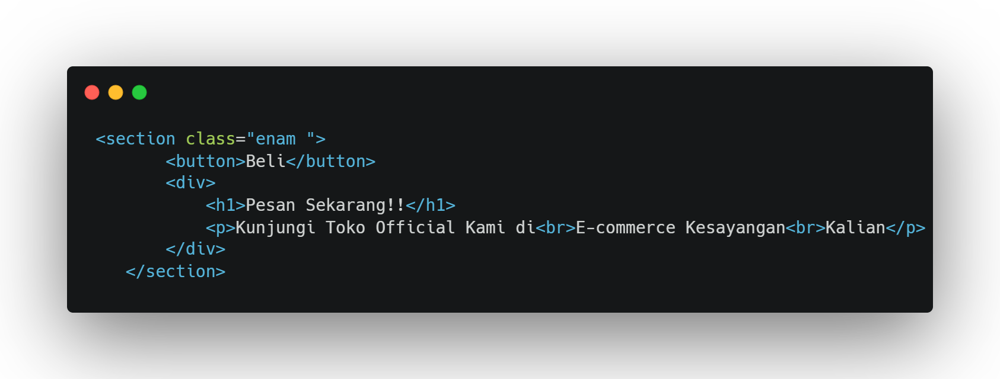 <section class="enam ">
<button>Beli</button>
<div>
<h1>Pesan Sekarang!!</h1>
<p>Kunjungi Toko Official Kami di<br>E-commerce Kesayangan<br>Kalian</p>
</div>
</section>